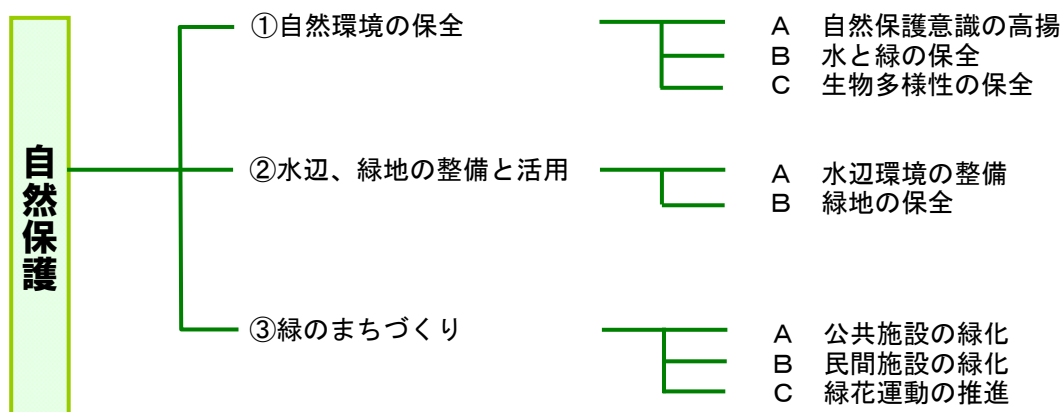 自然保護
①自然環境の保全
A 自然保護意識の高揚
B 水と緑の保全
C 生物多様性の保全
②水辺、緑地の整備と活用
A 水辺環境の整備
B 緑地の保全
③緑のまちづくり
A 公共施設の緑化
B 民間施設の緑化
C 緑花運動の推進